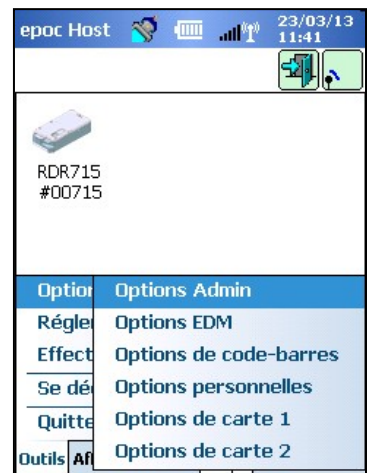 epoc Host 23/03/13
11:41
RDR715
#00715
Options Admin
Options EDM
Options de code-barres
Options personnelles
Options de carte 1
Options de carte 2
Quitte
Outils